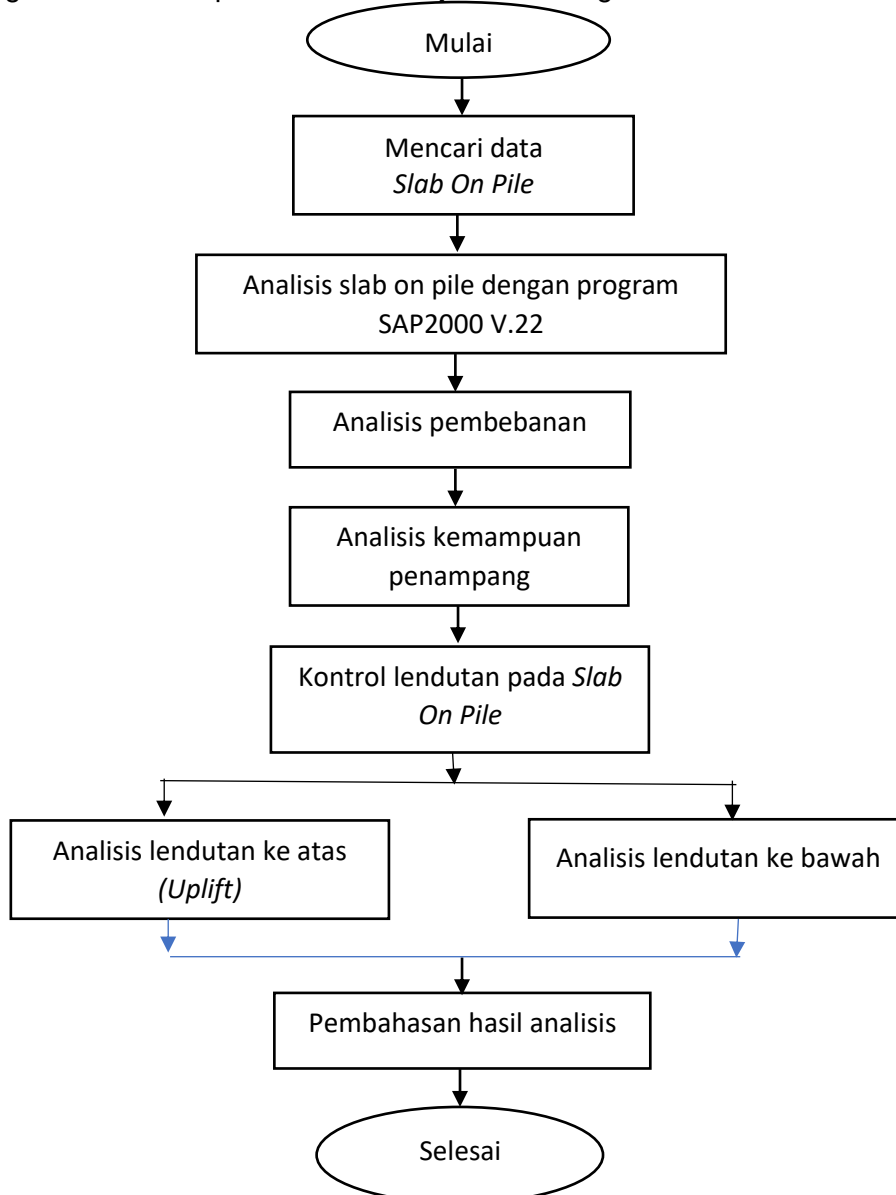 Mulai
Mencari data
Slab On Pile
Analisis slab on pile dengan program
SAP2000 V.22
Analisis pembebanan
Analisis kemampuan
penampang
Kontrol lendutan pada Slab
On Pile
Analisis lendutan ke atas
(Uplift)
Analisis lendutan ke bawah
Pembahasan hasil analisis
Selesai